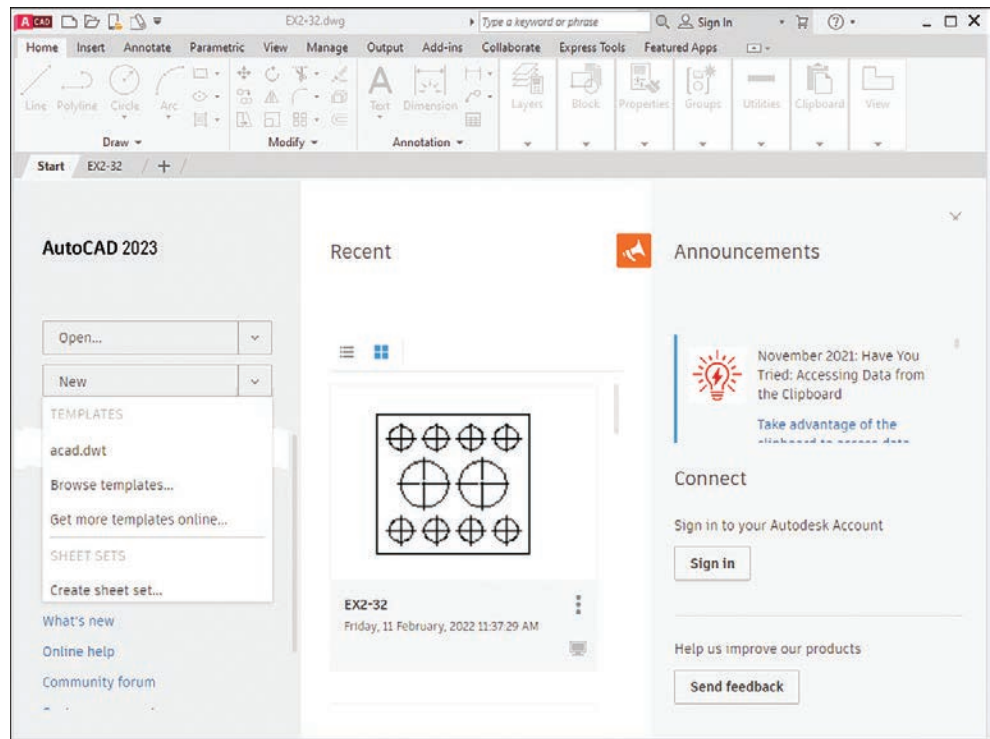 A CAD
EX2-32.dwg
Type a keyword or phrase
Sign In
Home Insert Annotate Parametric View Manage Output Add-ins Collaborate Express Tools Featured Apps
Line Polyline Circle Arc Text Dimension Layers Block Properties Groups Utilities Clipboard View
Draw Modify Annotation
Start EX2-32
AutoCAD 2023
Open...
New
TEMPLATES
acad.dwt
Browse templates...
Get more templates online...
SHEET SETS
Create sheet set...
What's new
Online help
Community forum
Recent
EX2-32
Friday, 11 February, 2022 11:37:29 AM
Announcements
November 2021: Have You
Tried: Accessing Data from
the Clipboard
Take advantage of the
clipboard to access data
Connect
Sign in to your Autodesk Account
Sign in
Help us improve our products
Send feedback